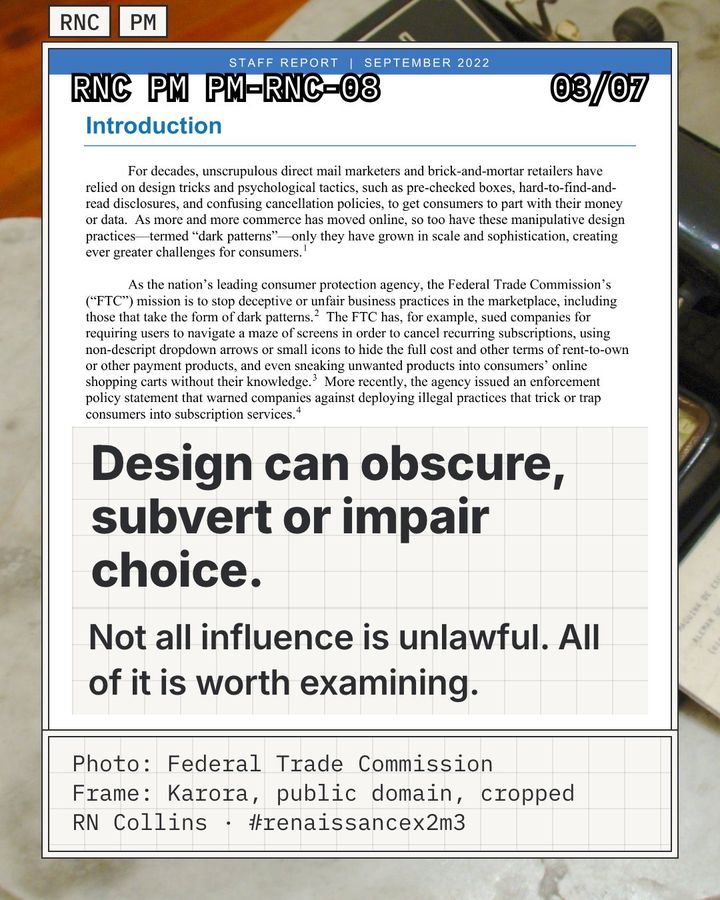 RNC PM
STAFF REPORT | SEPTEMBER 2022
RNC PM PM-RNC-08 03/07
Introduction
For decades, unscrupulous direct mail marketers and brick-and-mortar retailers have
relied on design tricks and psychological tactics, such as pre-checked boxes, hard-to-find-and-
read disclosures, and confusing cancellation policies, to get consumers to part with their money
or data. As more and more commerce has moved online, so too have these manipulative design
practices—termed “dark patterns”—only they have grown in scale and sophistication, creating
ever greater challenges for consumers.1
As the nation’s leading consumer protection agency, the Federal Trade Commission’s
(“FTC”) mission is to stop deceptive or unfair business practices in the marketplace, including
those that take the form of dark patterns.2 The FTC has, for example, sued companies for
requiring users to navigate a maze of screens in order to cancel recurring subscriptions, using
non-descript dropdown arrows or small icons to hide the full cost and other terms of rent-to-own
or other payment products, and even sneaking unwanted products into consumers’ online
shopping carts without their knowledge.3 More recently, the agency issued an enforcement
policy statement that warned companies against deploying illegal practices that trick or trap
consumers into subscription services.4
Design can obscure,
subvert or impair
choice.
Not all influence is unlawful. All
of it is worth examining.
Photo: Federal Trade Commission
Frame: Karora, public domain, cropped
RN Collins · #renaissancex2m3